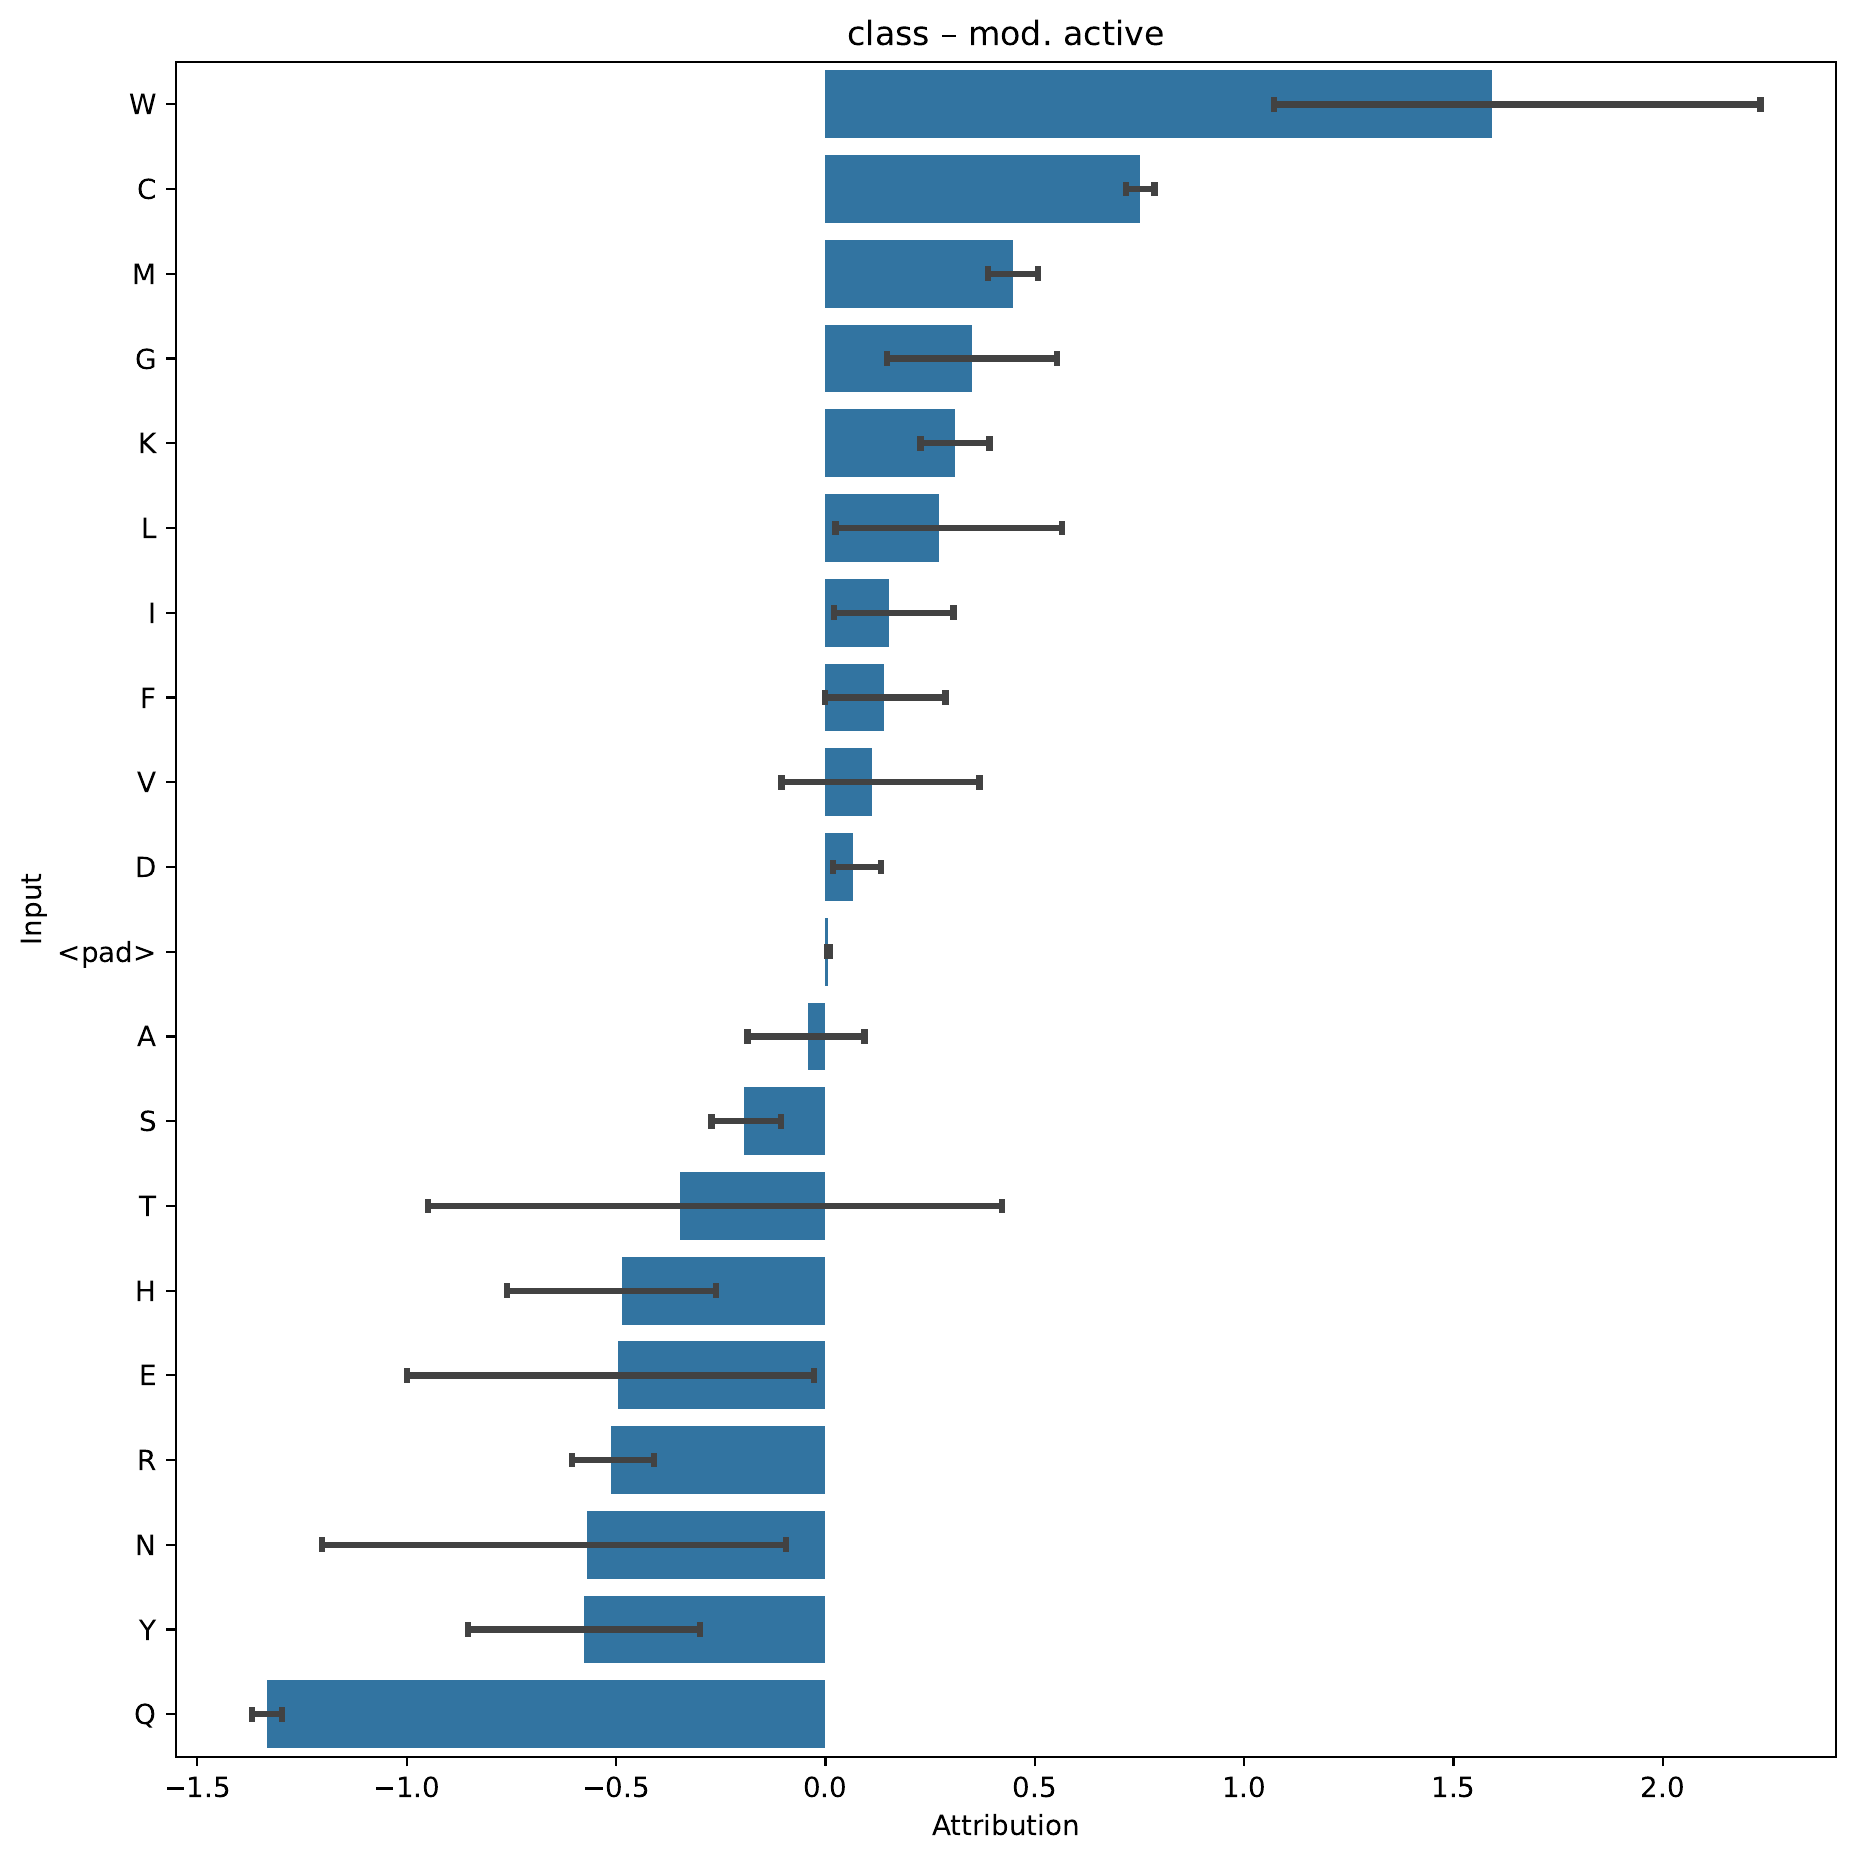 class – mod. active
W
C
M
G
K
L
I
F
V
D
<pad>
A
S
T
H
E
R
N
Y
Q
Input
−1.5 −1.0 −0.5 0.0 0.5 1.0 1.5 2.0
Attribution